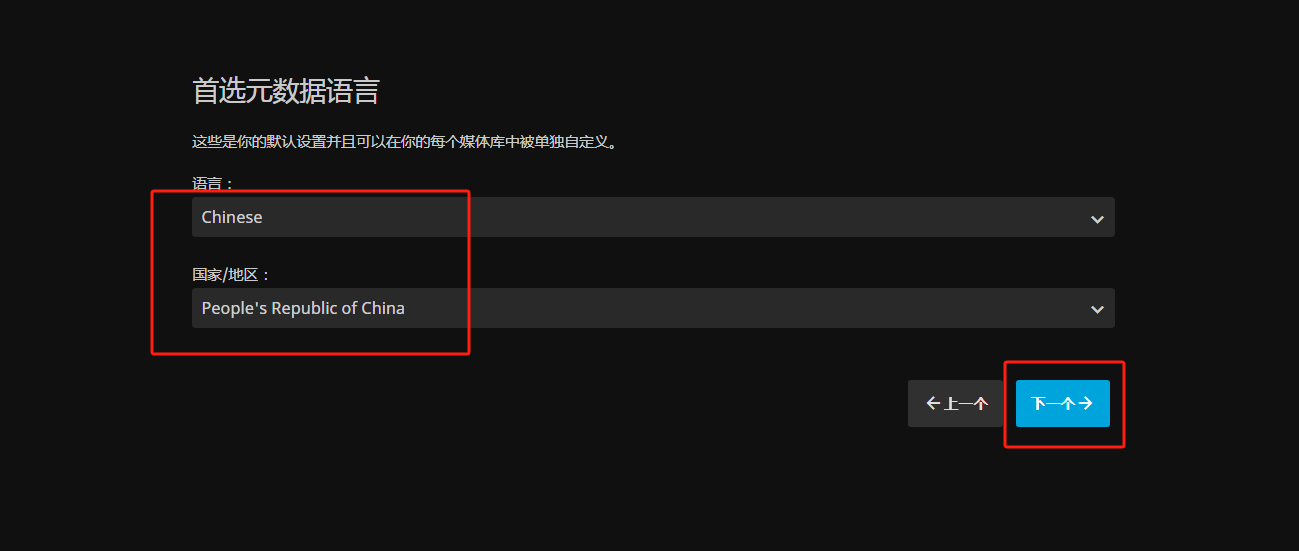 首选元数据语言
这些是你的默认设置并且可以在你的每个媒体库中被单独自定义。
语言：
Chinese
国家/地区：
People's Republic of China
←上一个 下一个→